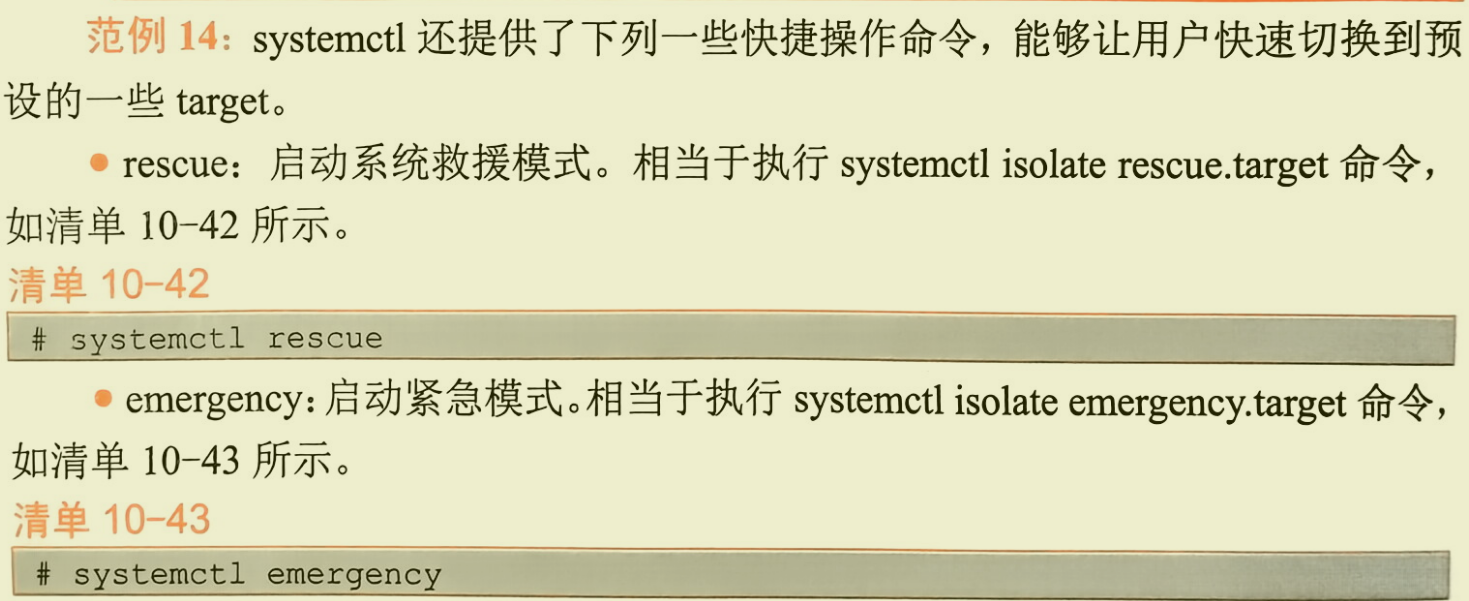 范例 14：systemctl 还提供了下列一些快捷操作命令，能够让用户快速切换到预
设的一些 target。
● rescue：启动系统救援模式。相当于执行 systemctl isolate rescue.target 命令，
如清单 10-42 所示。
清单 10-42
# systemctl rescue
● emergency：启动紧急模式。相当于执行 systemctl isolate emergency.target 命令，
如清单 10-43 所示。
清单 10-43
# systemctl emergency